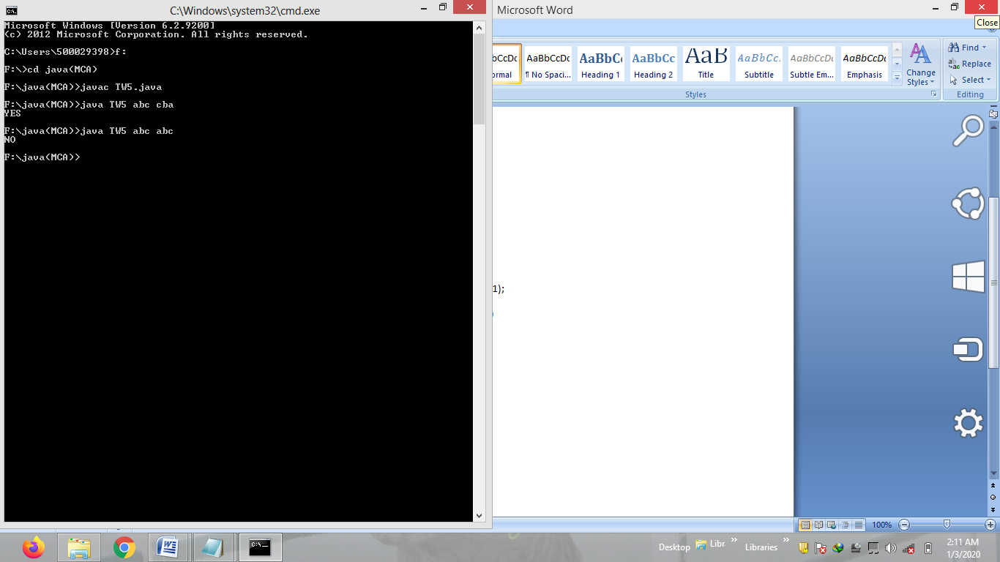 C:\Windows\system32\cmd.exe
Microsoft Windows [Version 6.2.9200]
(c) 2012 Microsoft Corporation. All rights reserved.
C:\Users\500029398>f:
F:\>cd java(MCA)
F:\java(MCA)>javac TW5.java
F:\java(MCA)>java TW5 abc cba
YES
F:\java(MCA)>java TW5 abc abc
NO
F:\java(MCA)>
Microsoft Word
Close
AaBbCcDc AaBbC AaBbCc AaB AaBbCc. AaBbCcDc AaBbCcDc
¶ No Spaci... Heading 1 Heading 2 Title Subtitle Subtle Em... Emphasis
Change
Styles
Find
Replace
Select
Styles
Editing
1);
)
100%
Desktop
Libr
Libraries
2:11 AM
1/3/2020